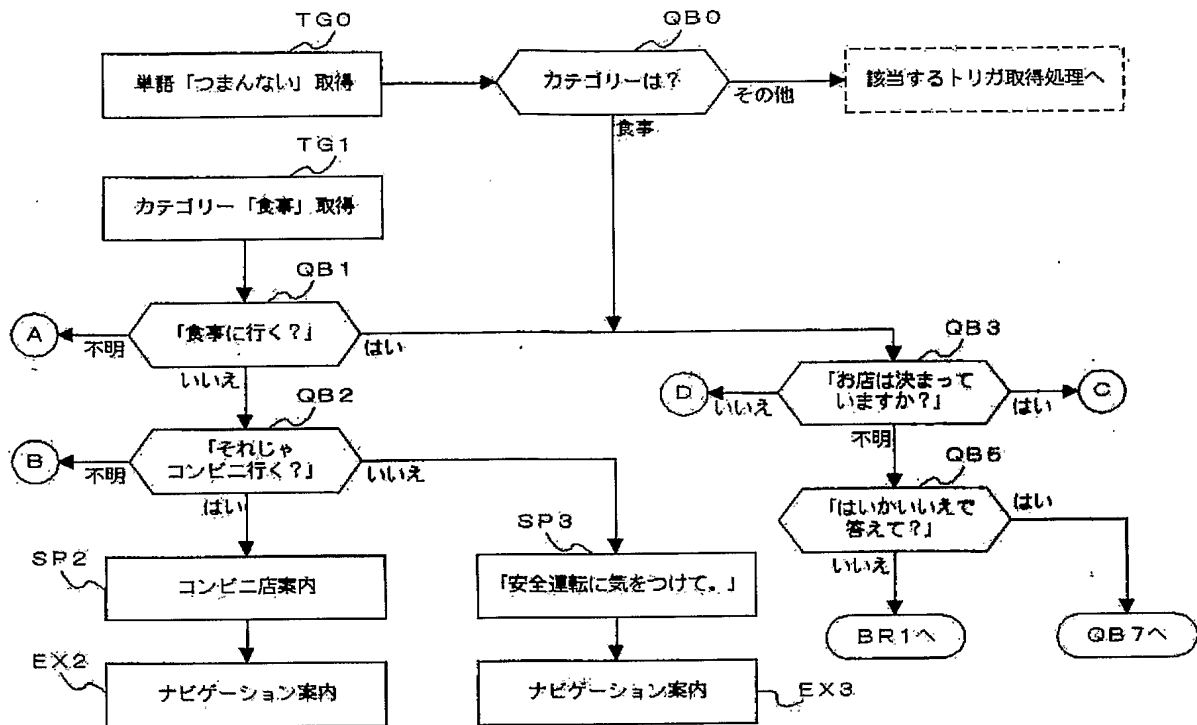 TG0
単語「つまんない」取得
QB0
カテゴリーは?
その他
食事
該当するトリガ取得処理へ
TG1
カテゴリー「食事」取得
QB1
「食事に行く?」
A
不明
はい
いいえ
QB2
「それじゃ
コンビニ行く?」
B
不明
いいえ
はい
QB3
「お店は決まって
いますか?」
D
いいえ
はい
C
不明
QB5
「はいかいいえで
答えて?」
はい
いいえ
SP2
コンビニ店案内
SP3
「安全運転に気をつけて。」
BR1へ
QB7へ
EX2
ナビゲーション案内
ナビゲーション案内
EX3